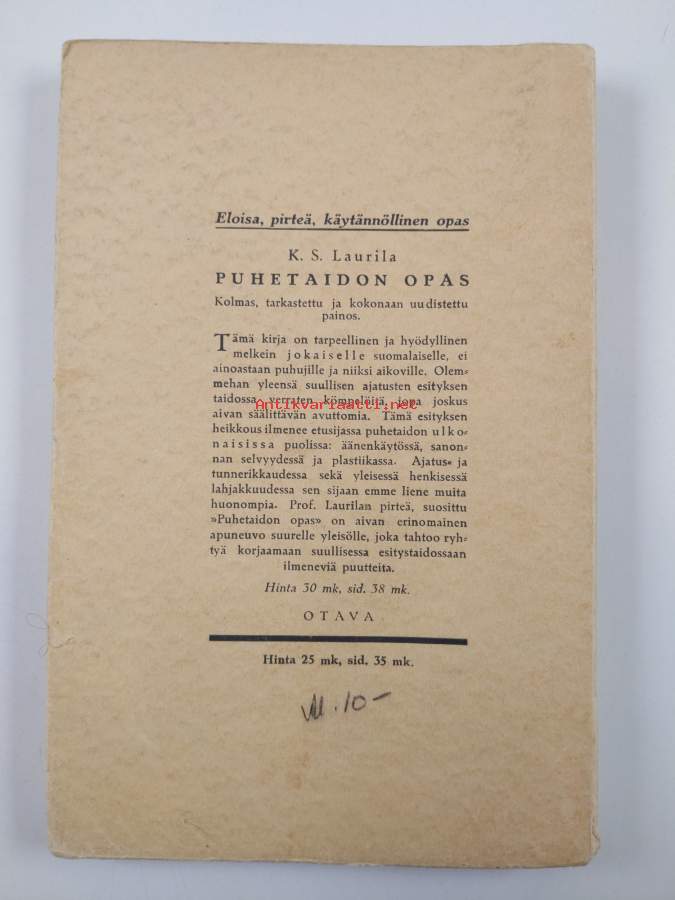 Eloisa, pirteä, käytännöllinen opas
K. S. Laurila
PUHETAIDON OPAS
Kolmas, tarkastettu ja kokonaan uudistettu
painos.
Tämä kirja on tarpeellinen ja hyödyllinen
melkein jokaiselle suomalaiselle, ei
ainoastaan puhujille ja niiksi aikoville. Olem-
mehan yleensä suullisen ajatusten esityksen
taidossa verraten kömpelöitä, jopa joskus
Antikvariaatti.net
aivan säälittävän avuttomia. Tämä esityksen
heikkous ilmenee etusijassa puhetaidon ulko-
naisissa puolissa: äänenkäytössä, sanon-
nan selvyydessä ja plastiikassa. Ajatus- ja
tunnerikkaudessa sekä yleisessä henkisessä
lahjakkuudessa sen sijaan emme liene muita
huonompia. Prof. Laurilan pirteä, suosittu
»Puhetaidon opas» on aivan erinomainen
apuneuvo suurelle yleisölle, joka tahtoo ryh-
tyä korjaamaan suullisessa esitystaidossaan
ilmeneviä puutteita.
Hinta 30 mk, sid. 38 mk.
OTAVA
Hinta 25 mk, sid. 35 mk.
10-